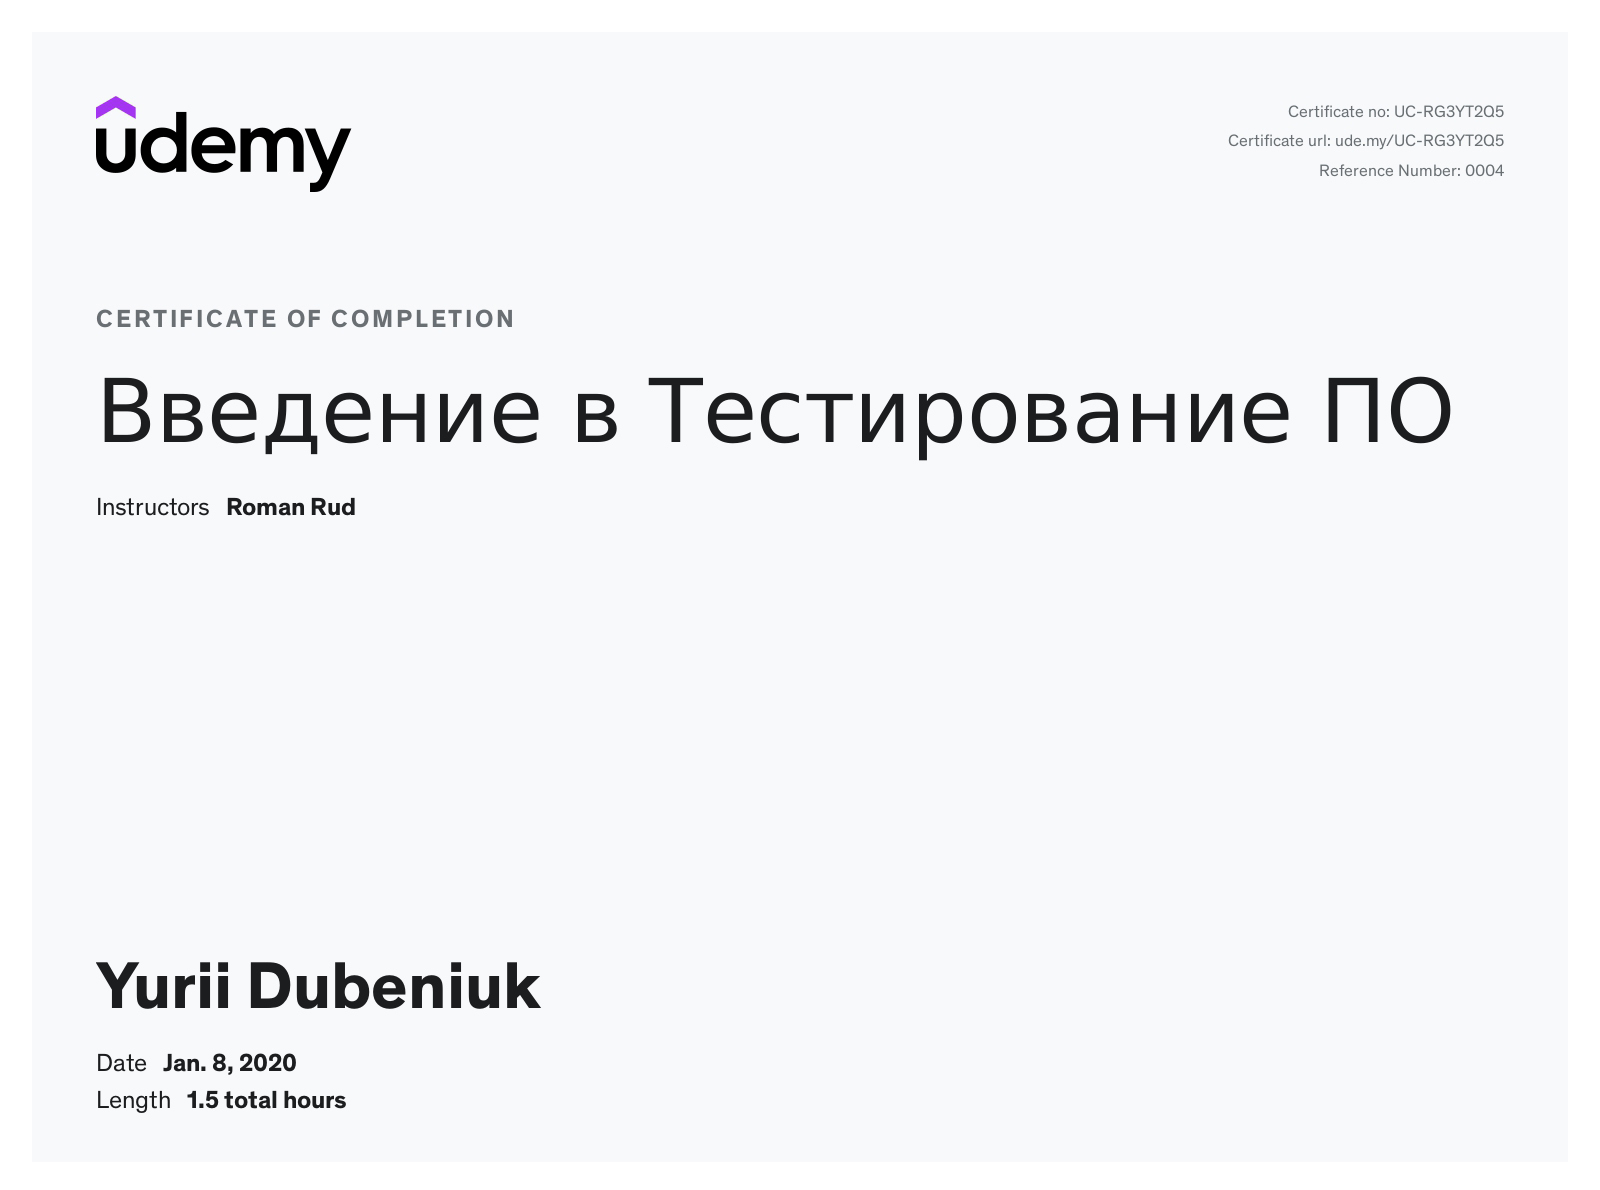 udemy
Certificate no: UC-RG3YT2Q5
Certificate url: ude.my/UC-RG3YT2Q5
Reference Number: 0004
CERTIFICATE OF COMPLETION
Введение в Тестирование ПО
Instructors Roman Rud
Yurii Dubeniuk
Date Jan. 8, 2020
Length 1.5 total hours